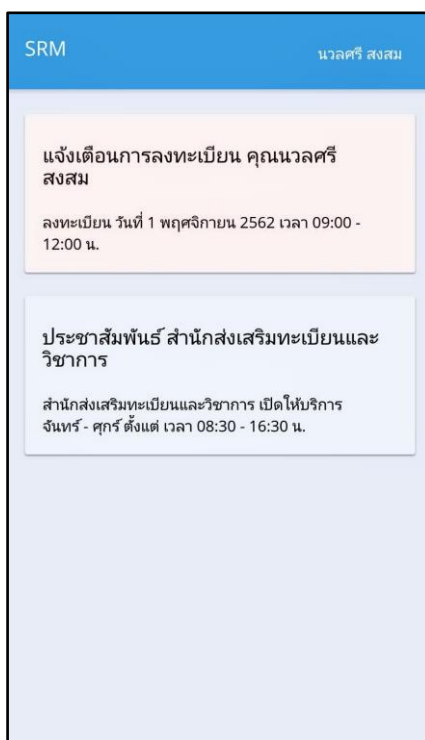 SRM
นวลศรี สงสม
แจ้งเตือนการลงทะเบียน คุณนวลศรี
สงสม
ลงทะเบียน วันที่ 1 พฤศจิกายน 2562 เวลา 09:00 -
12:00 น.
ประชาสัมพันธ์ สำนักส่งเสริมทะเบียนและ
วิชาการ
สำนักส่งเสริมทะเบียนและวิชาการ เปิดให้บริการ
จันทร์ - ศุกร์ ตั้งแต่ เวลา 08:30 - 16:30 น.